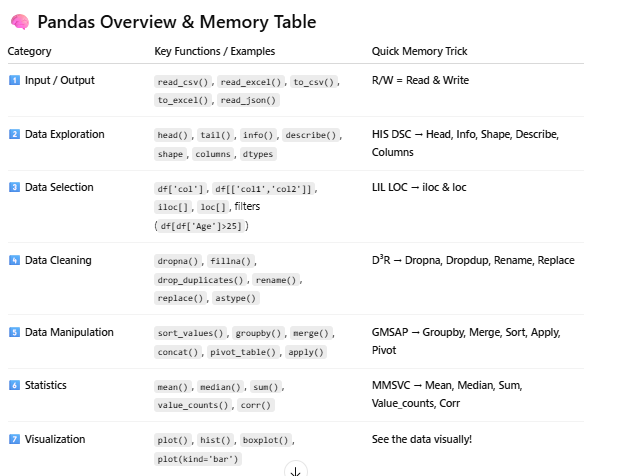 🧠 Pandas Overview & Memory Table
Category Key Functions / Examples Quick Memory Trick
1 Input / Output read_csv(), read_excel(), to_csv(), R/W = Read & Write
to_excel(), read_json()
2 Data Exploration head(), tail(), info(), describe(), HIS DSC → Head, Info, Shape, Describe,
shape, columns, dtypes Columns
3 Data Selection df['col'], df[['col1','col2']], LIL LOC → iloc & loc
iloc[], loc[], filters
(df[df['Age']>25])
4 Data Cleaning dropna(), fillna(), D³R → Dropna, Dropdup, Rename, Replace
drop_duplicates(), rename(),
replace(), astype()
5 Data Manipulation sort_values(), groupby(), merge(), GMSAP → Groupby, Merge, Sort, Apply,
concat(), pivot_table(), apply() Pivot
6 Statistics mean(), median(), sum(), MMSVC → Mean, Median, Sum,
value_counts(), corr() Value_counts, Corr
7 Visualization plot(), hist(), boxplot(), See the data visually!
plot(kind='bar')